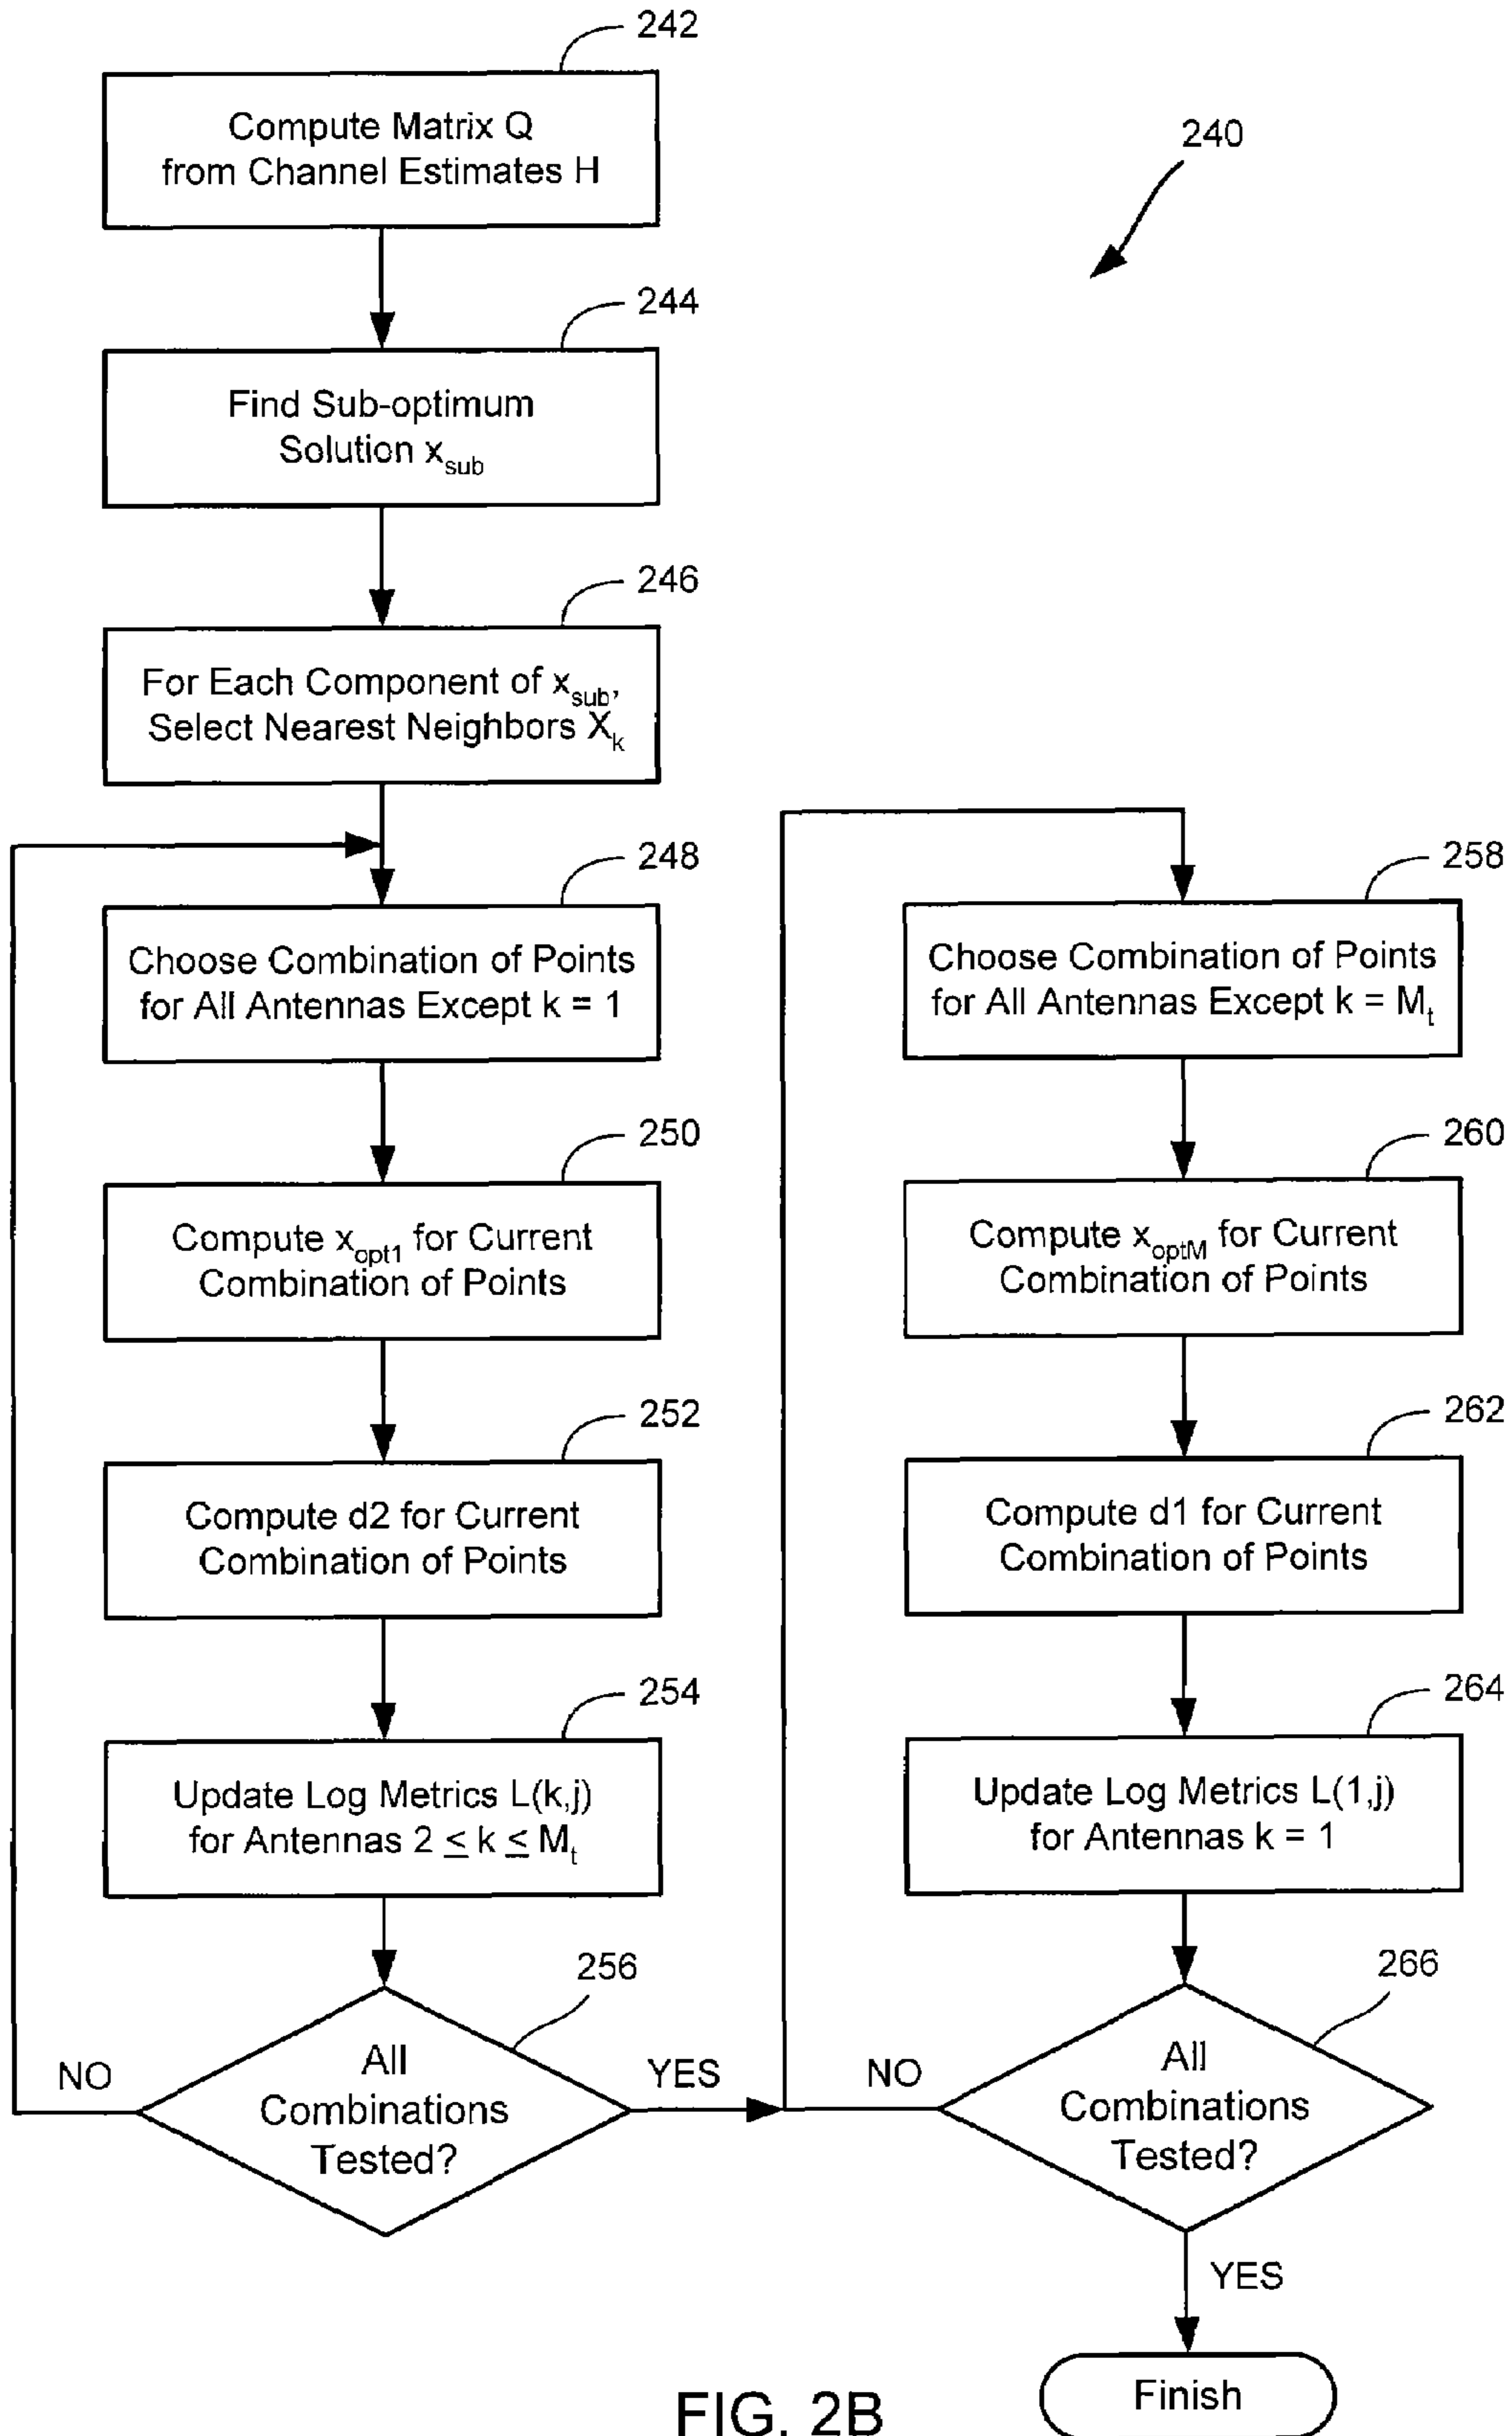 242
Compute Matrix Q
from Channel Estimates H
240
244
Find Sub-optimum
Solution x_sub
246
For Each Component of x_sub,
Select Nearest Neighbors X_k
248
Choose Combination of Points
for All Antennas Except k = 1
250
Compute x_opt1 for Current
Combination of Points
252
Compute d2 for Current
Combination of Points
254
Update Log Metrics L(k,j)
for Antennas 2 ≤ k ≤ M_t
256
All
Combinations
Tested?
NO
YES
258
Choose Combination of Points
for All Antennas Except k = M_t
260
Compute x_optM for Current
Combination of Points
262
Compute d1 for Current
Combination of Points
264
Update Log Metrics L(1,j)
for Antennas k = 1
266
All
Combinations
Tested?
NO
YES
Finish
FIG. 2B